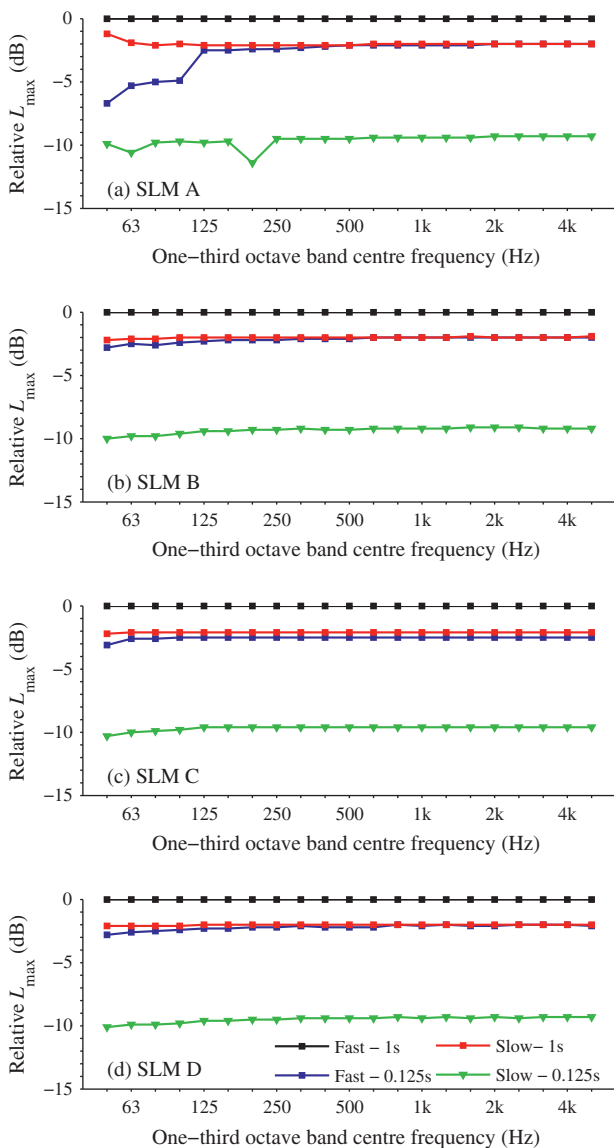 0
−5
−10
−15
Relative Lmax (dB)
(a) SLM A
63 125 250 500 1k 2k 4k
One−third octave band centre frequency (Hz)
0
−5
−10
−15
Relative Lmax (dB)
(b) SLM B
63 125 250 500 1k 2k 4k
One−third octave band centre frequency (Hz)
0
−5
−10
−15
Relative Lmax (dB)
(c) SLM C
63 125 250 500 1k 2k 4k
One−third octave band centre frequency (Hz)
0
−5
−10
−15
Relative Lmax (dB)
(d) SLM D
Fast − 1s Slow− 1s
Fast − 0.125s Slow − 0.125s
63 125 250 500 1k 2k 4k
One−third octave band centre frequency (Hz)